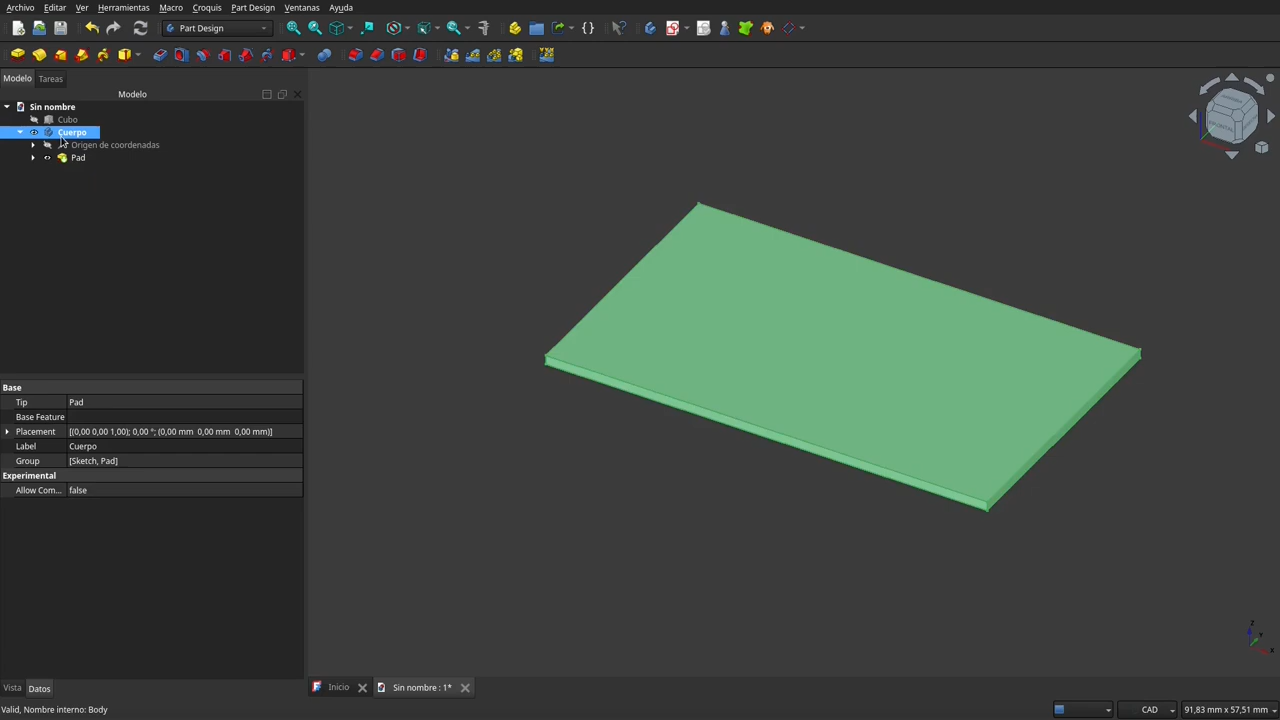 Archivo Editar Ver Herramientas Macro Croquis Part Design Ventanas Ayuda
Part Design
Modelo Tareas
Modelo
Sin nombre
Cubo
Cuerpo
Origen de coordenadas
Pad
FRONTAL
Base
Tip Pad
Base Feature
Placement [(0,00 0,00 1,00); 0,00 °; (0,00 mm 0,00 mm 0,00 mm)]
Label Cuerpo
Group [Sketch, Pad]
Experimental
Allow Com... false
Z
Y
X
Vista Datos
Inicio Sin nombre : 1*
Valid, Nombre interno: Body
CAD 91,83 mm x 57,51 mm